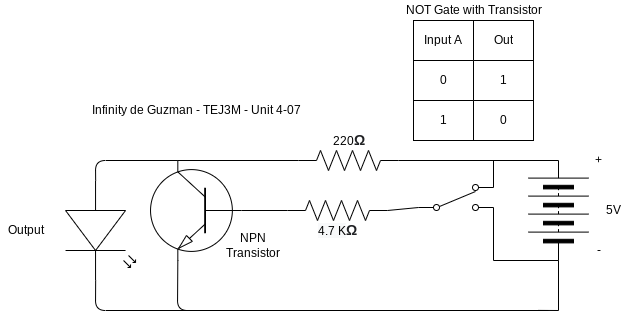 NOT Gate with Transistor
Input A Out
0 1
1 0
Infinity de Guzman - TEJ3M - Unit 4-07
220Ω
+
4.7 KΩ
5V
Output
NPN
Transistor
-